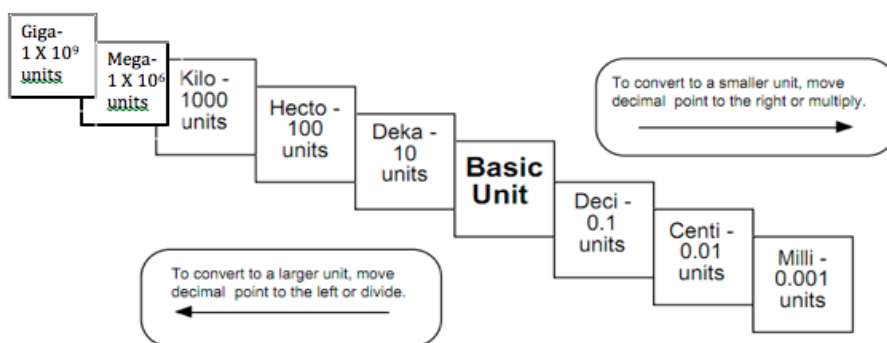 Giga-
1 X 10⁹
units
Mega-
1 X 10⁶
units
Kilo -
1000
units
Hecto -
100
units
Deka -
10
units
Basic
Unit
Deci -
0.1
units
Centi -
0.01
units
Milli -
0.001
units
To convert to a smaller unit, move
decimal point to the right or multiply.
To convert to a larger unit, move
decimal point to the left or divide.